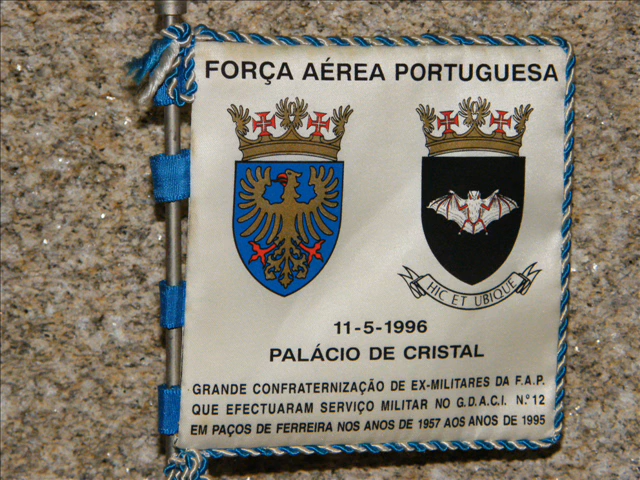 FORÇA AÉREA PORTUGUESA
HIC ET UBIQUE
11-5-1996
PALÁCIO DE CRISTAL
GRANDE CONFRATERNIZAÇÃO DE EX-MILITARES DA F.A.P.
QUE EFECTUARAM SERVIÇO MILITAR NO G.D.A.C.I. N.º 12
EM PAÇOS DE FERREIRA NOS ANOS DE 1957 AOS ANOS DE 1995